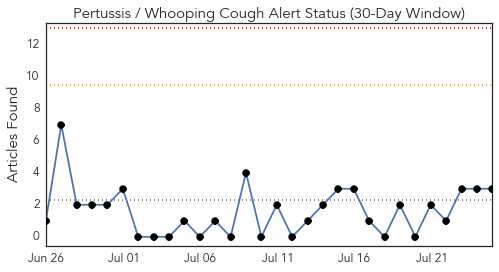 Pertussis / Whooping Cough Alert Status (30-Day Window)
Articles Found
12
10
8
6
4
2
0
Jun 26 Jul 01 Jul 06 Jul 11 Jul 16 Jul 21